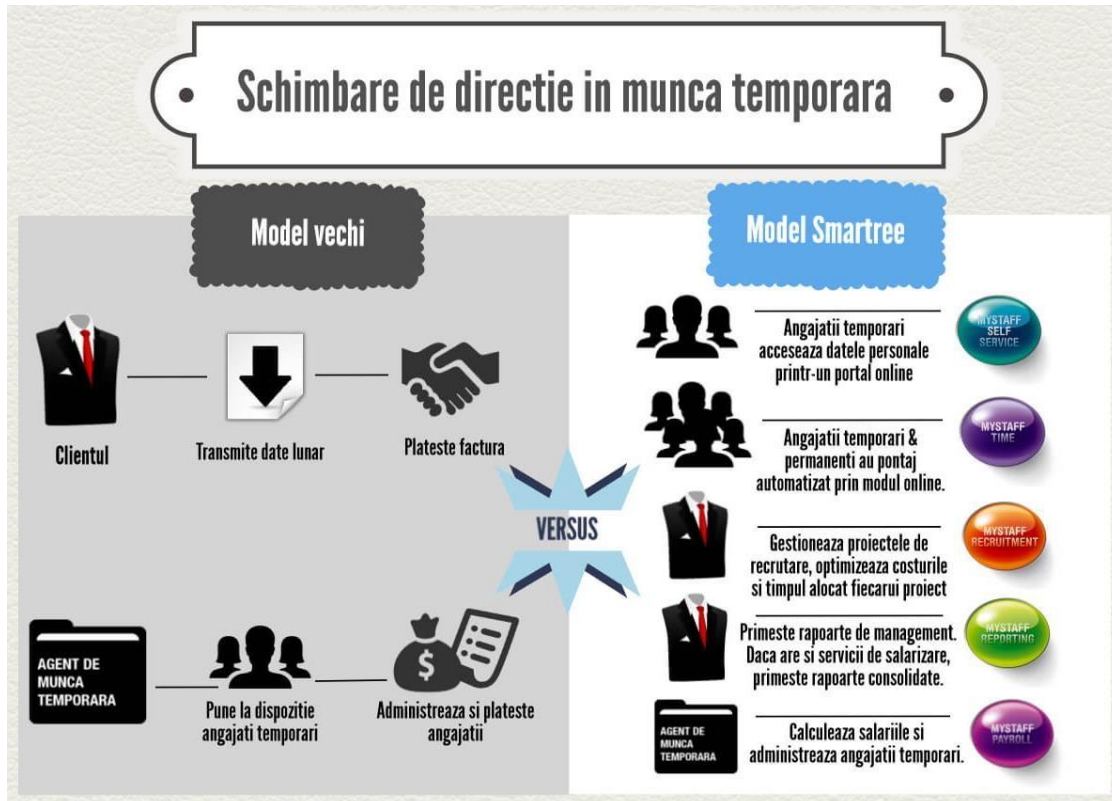 Schimbare de directie in munca temporara
Model vechi
Clientul
Transmite date lunar
Plateste factura
AGENT DE
MUNCA
TEMPORARA
Pune la dispozitie
angajati temporari
Administreaza si plateste
angajatii
VERSUS
Model Smartree
Angajatii temporari
acceseaza datele personale
printr-un portal online
MYSTAFF
SELF
SERVICE
Angajatii temporari &
permanenti au pontaj
automatizat prin modul online.
MYSTAFF
TIME
Gestioneaza proiectele de
recrutare, optimizeaza costurile
si timpul alocat fiecarui proiect
MYSTAFF
RECRUITMENT
Primeste rapoarte de management.
Daca are si servicii de salarizare,
primeste rapoarte consolidate.
MYSTAFF
REPORTING
AGENT DE
MUNCA
TEMPORARA
Calculeaza salariile si
administreaza angajatii temporari.
MYSTAFF
PAYROLL